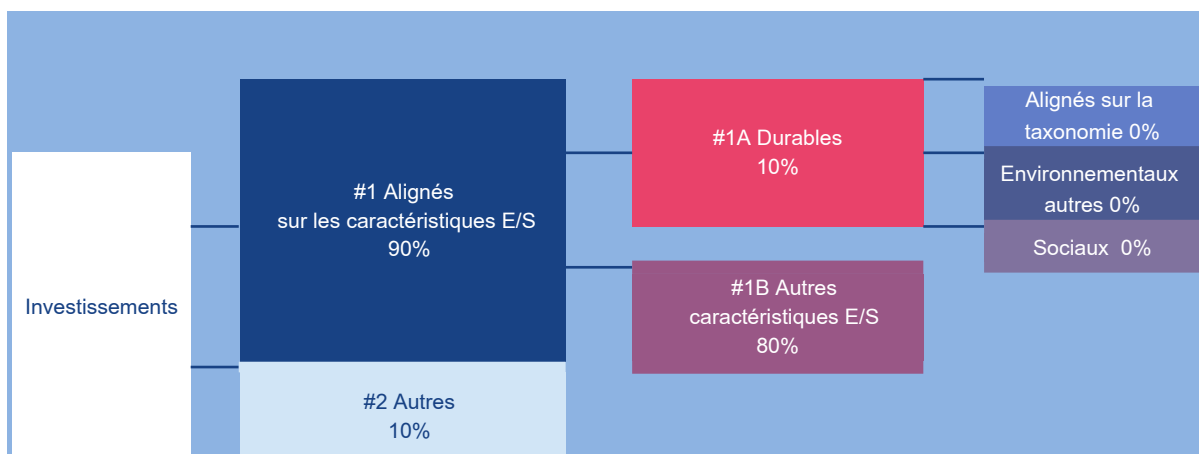 Investissements
#1 Alignés
sur les caractéristiques E/S
90%
#2 Autres
10%
#1A Durables
10%
#1B Autres
caractéristiques E/S
80%
Alignés sur la
taxonomie 0%
Environnementaux
autres 0%
Sociaux 0%